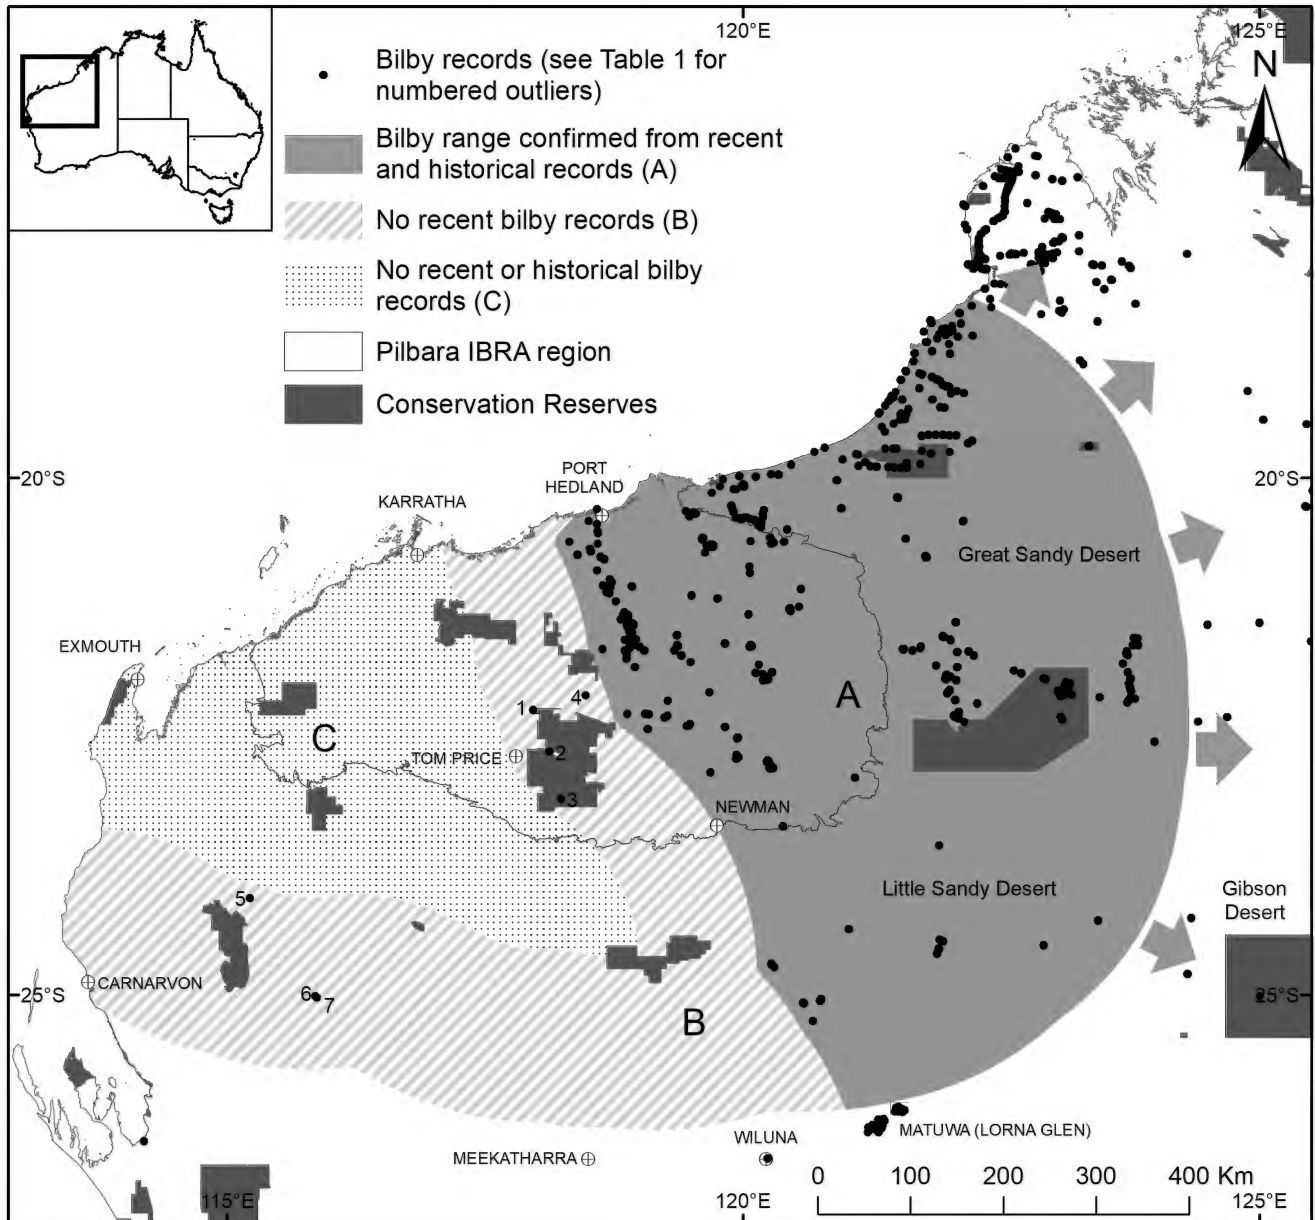 120°E
125°E
N
Bilby records (see Table 1 for
numbered outliers)
Bilby range confirmed from recent
and historical records (A)
No recent bilby records (B)
No recent or historical bilby
records (C)
Pilbara IBRA region
Conservation Reserves
20°S
20°S
PORT
HEDLAND
KARRATHA
Great Sandy Desert
EXMOUTH
1
4
A
C
TOM PRICE
2
3
NEWMAN
Little Sandy Desert
Gibson
Desert
5
CARNARVON
25°S
6
7
25°S
B
MATUWA (LORNA GLEN)
WILUNA
MEEKATHARRA
0 100 200 300 400 Km
115°E
120°E
125°E